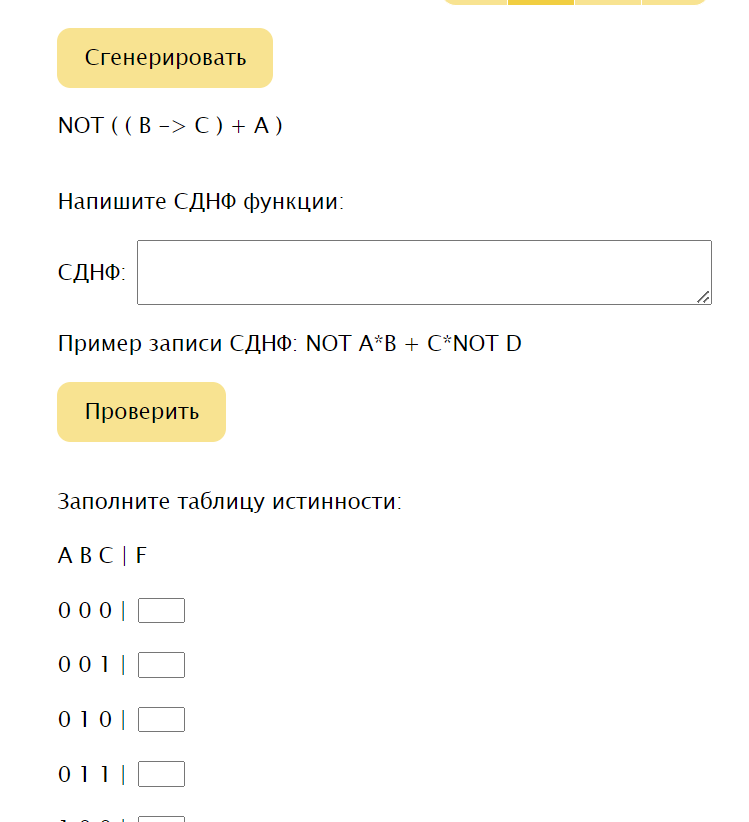 Сгенерировать
NOT ( ( B -> C ) + A )
Напишите СДНФ функции:
СДНФ:
Пример записи СДНФ: NOT A*B + C*NOT D
Проверить
Заполните таблицу истинности:
A B C | F
0 0 0 |
0 0 1 |
0 1 0 |
0 1 1 |